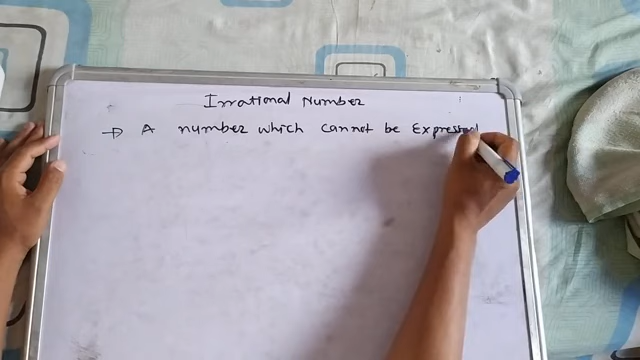 Irrational Number
→ A number which cannot be Expressed